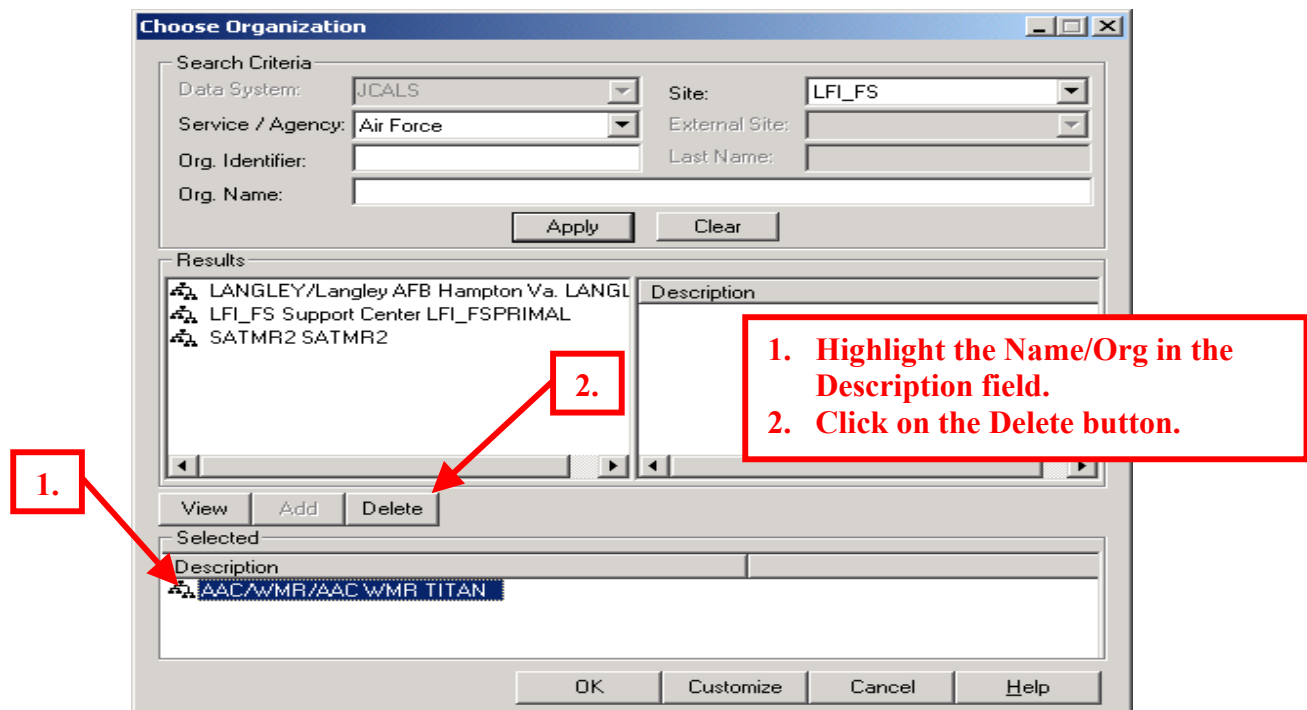 Choose Organization
Search Criteria
Data System: JCALS Site: LFI_FS
Service / Agency: Air Force External Site:
Org. Identifier: Last Name:
Org. Name:
Apply Clear
Results
LANGLEY/Langley AFB Hampton Va. LANGL Description
LFI_FS Support Center LFI_FSPRIMAL
SATMR2 SATMR2
1. Highlight the Name/Org in the
Description field.
2. Click on the Delete button.
2.
1.
View Add Delete
Selected
Description
AAC/WMR/AAC WMR TITAN
OK Customize Cancel Help